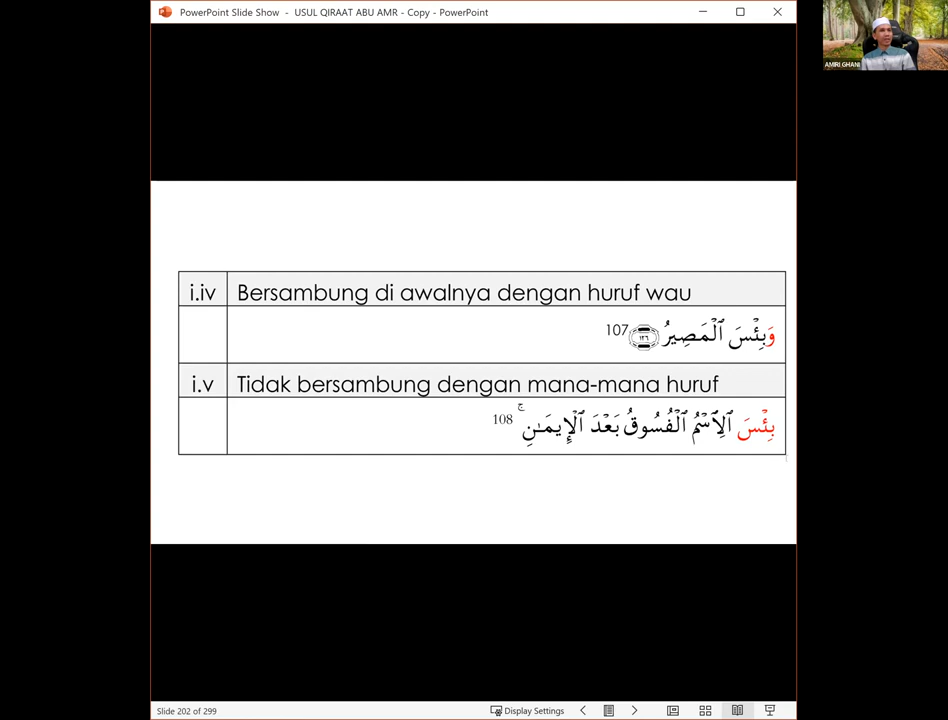 PowerPoint Slide Show - USUL QIRAAT ABU AMR - Copy - PowerPoint
AMIRI GHANI
i.iv Bersambung di awalnya dengan huruf wau
وَبِئۡسَ ٱلۡمَصِيرُ ١٢٦ 107
i.v Tidak bersambung dengan mana-mana huruf
بِئۡسَ ٱلِٱسۡمُ ٱلۡفُسُوقُ بَعۡدَ ٱلۡإِيمَـٰنِۚ 108
Slide 202 of 299
Display Settings